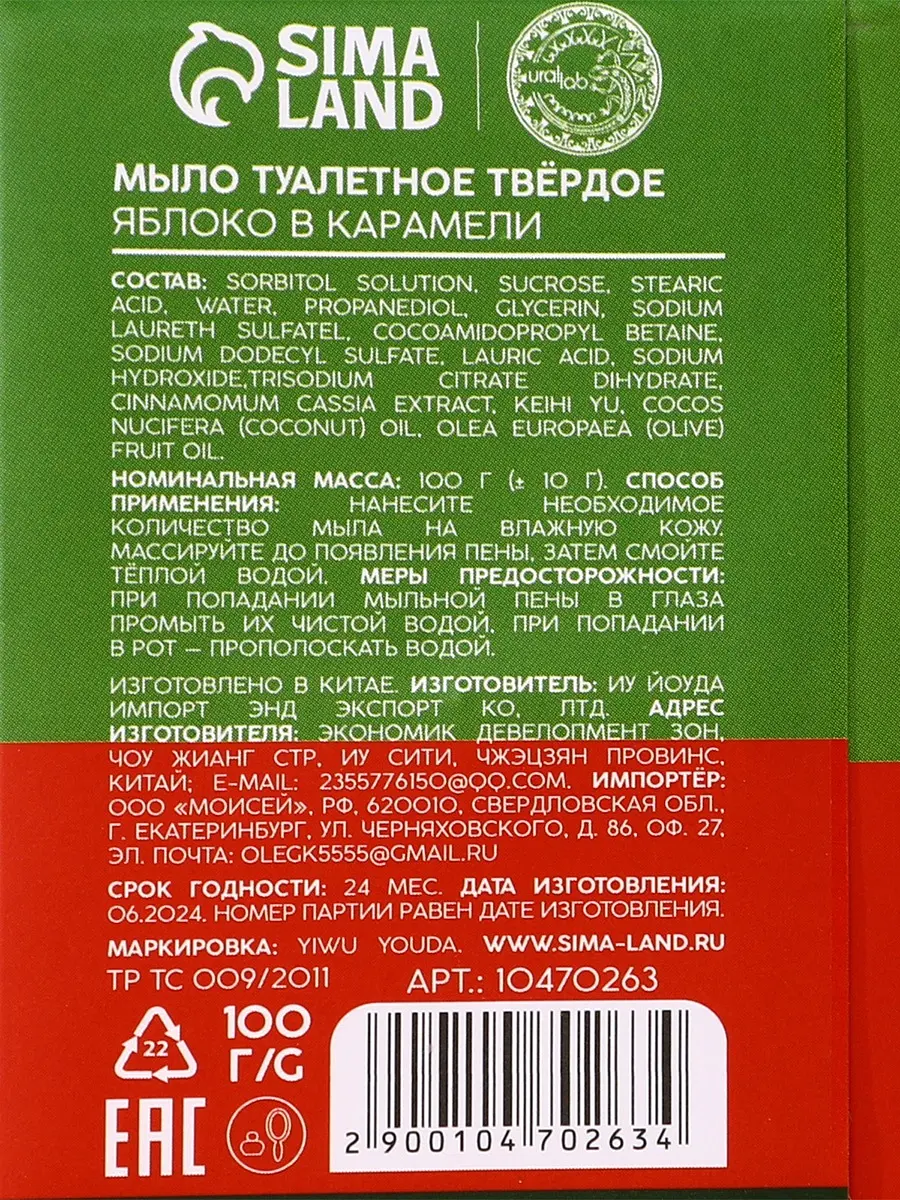 SIMA
LAND
ural lab
МЫЛО ТУАЛЕТНОЕ ТВЁРДОЕ
ЯБЛОКО В КАРАМЕЛИ
СОСТАВ: SORBITOL SOLUTION, SUCROSE, STEARIC
ACID, WATER, PROPANEDIOL, GLYCERIN, SODIUM
LAURETH SULFATEL, COCOAMIDOPROPYL BETAINE,
SODIUM DODECYL SULFATE, LAURIC ACID, SODIUM
HYDROXIDE,TRISODIUM CITRATE DIHYDRATE,
CINNAMOMUM CASSIA EXTRACT, KEIHI YU, COCOS
NUCIFERA (COCONUT) OIL, OLEA EUROPAEA (OLIVE)
FRUIT OIL.
НОМИНАЛЬНАЯ МАССА: 100 Г (± 10 Г). СПОСОБ
ПРИМЕНЕНИЯ: НАНЕСИТЕ НЕОБХОДИМОЕ
КОЛИЧЕСТВО МЫЛА НА ВЛАЖНУЮ КОЖУ.
МАССИРУЙТЕ ДО ПОЯВЛЕНИЯ ПЕНЫ, ЗАТЕМ СМОЙТЕ
ТЁПЛОЙ ВОДОЙ. МЕРЫ ПРЕДОСТОРОЖНОСТИ:
ПРИ ПОПАДАНИИ МЫЛЬНОЙ ПЕНЫ В ГЛАЗА
ПРОМЫТЬ ИХ ЧИСТОЙ ВОДОЙ, ПРИ ПОПАДАНИИ
В РОТ — ПРОПОЛОСКАТЬ ВОДОЙ.
ИЗГОТОВЛЕНО В КИТАЕ. ИЗГОТОВИТЕЛЬ: ИУ ЙОУДА
ИМПОРТ ЭНД ЭКСПОРТ КО, ЛТД. АДРЕС
ИЗГОТОВИТЕЛЯ: ЭКОНОМИК ДЕВЕЛОПМЕНТ ЗОН,
ЧОУ ЖИАНГ СТР, ИУ СИТИ, ЧЖЭЦЗЯН ПРОВИНС,
КИТАЙ; E-MAIL: 2355776150@QQ.COM. ИМПОРТЁР:
ООО «МОИСЕЙ», РФ, 620010, СВЕРДЛОВСКАЯ ОБЛ.,
Г. ЕКАТЕРИНБУРГ, УЛ. ЧЕРНЯХОВСКОГО, Д. 86, ОФ. 27,
ЭЛ. ПОЧТА: OLEGK5555@GMAIL.RU
СРОК ГОДНОСТИ: 24 МЕС. ДАТА ИЗГОТОВЛЕНИЯ:
06.2024. НОМЕР ПАРТИИ РАВЕН ДАТЕ ИЗГОТОВЛЕНИЯ.
МАРКИРОВКА: YIWU YOUDA. WWW.SIMA-LAND.RU
ТР ТС 009/2011 АРТ.: 10470263
22
100
Г/G
EAC
2 900104 702634